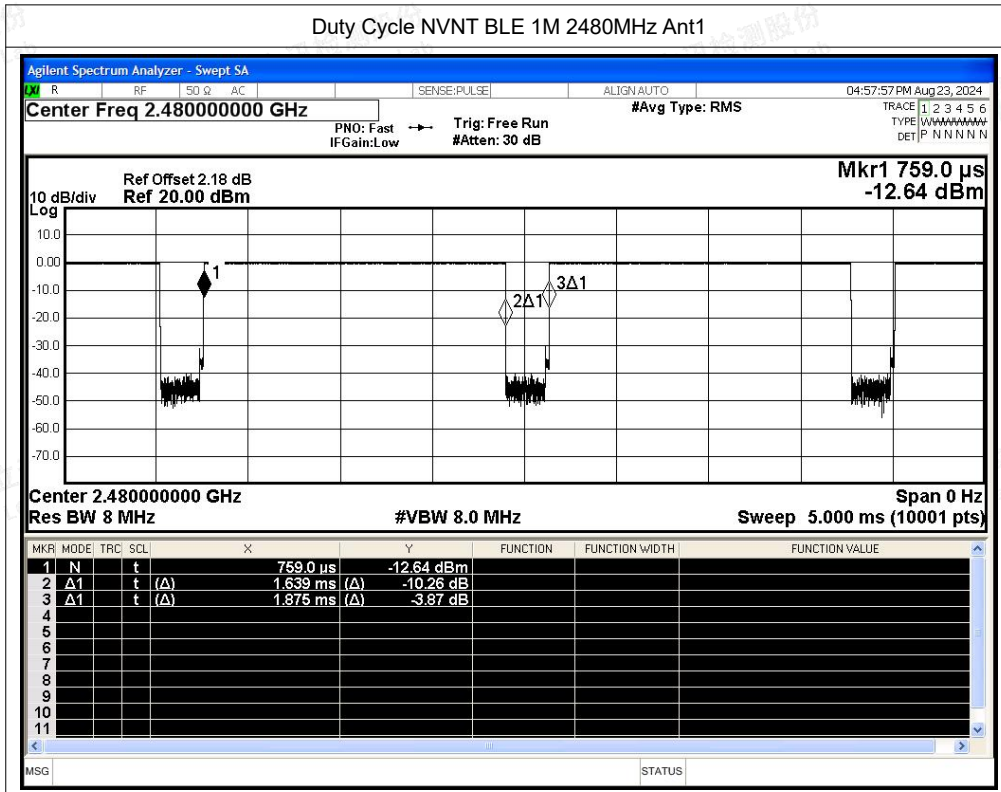 Duty Cycle NVNT BLE 1M 2480MHz Ant1
Agilent Spectrum Analyzer - Swept SA
LXI R RF 50 Ω AC SENSE:PULSE ALIGN AUTO 04:57:57 PM Aug 23, 2024
Center Freq 2.480000000 GHz #Avg Type: RMS TRACE 1 2 3 4 5 6
PNO: Fast Trig: Free Run TYPE WWWWWW
IFGain:Low #Atten: 30 dB DET P N N N N N
Mkr1 759.0 µs
-12.64 dBm
Ref Offset 2.18 dB
10 dB/div Ref 20.00 dBm
Log
10.0
0.00
1
-10.0
2Δ1 3Δ1
-20.0
-30.0
-40.0
-50.0
-60.0
-70.0
Center 2.480000000 GHz Span 0 Hz
Res BW 8 MHz #VBW 8.0 MHz Sweep 5.000 ms (10001 pts)
MKR MODE TRC SCL X Y FUNCTION FUNCTION WIDTH FUNCTION VALUE
1 N t 759.0 µs -12.64 dBm
2 Δ1 t (Δ) 1.639 ms (Δ) -10.26 dB
3 Δ1 t (Δ) 1.875 ms (Δ) -3.87 dB
4
5
6
7
8
9
10
11
MSG STATUS